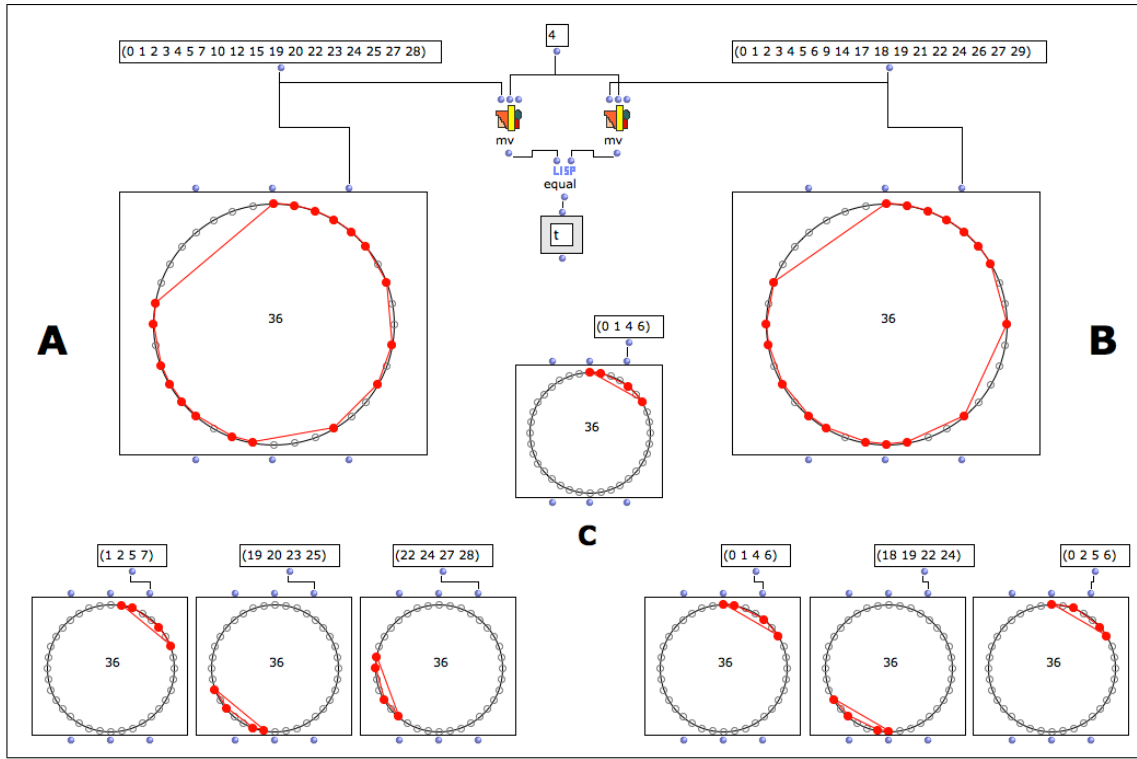 4
(0 1 2 3 4 5 7 10 12 15 19 20 22 23 24 25 27 28)
(0 1 2 3 4 5 6 9 14 17 18 19 21 22 24 26 27 29)
mv
mv
LISP
equal
t
36
36
A
B
(0 1 4 6)
36
C
(1 2 5 7)
(19 20 23 25)
(22 24 27 28)
(0 1 4 6)
(18 19 22 24)
(0 2 5 6)
36
36
36
36
36
36